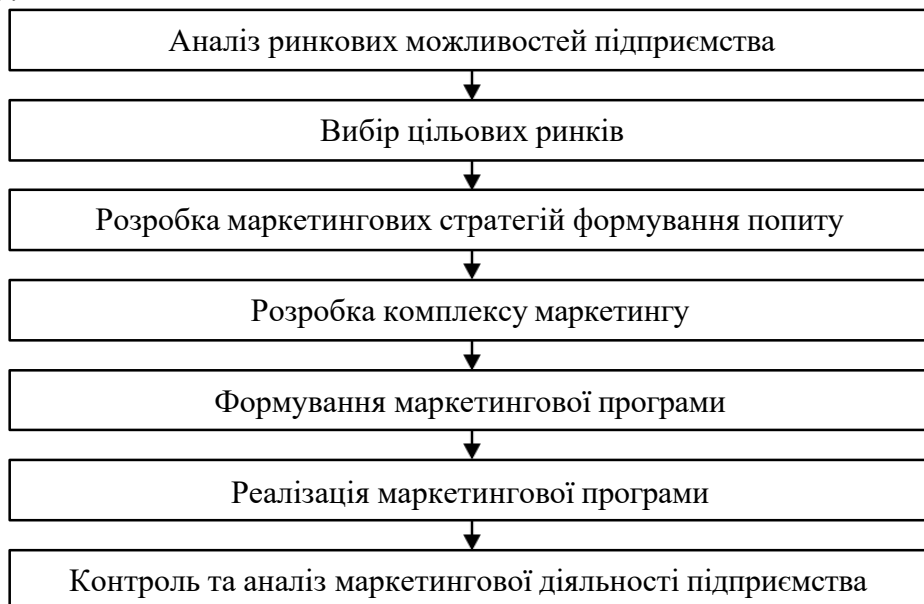 Аналіз ринкових можливостей підприємства
Вибір цільових ринків
Розробка маркетингових стратегій формування попиту
Розробка комплексу маркетингу
Формування маркетингової програми
Реалізація маркетингової програми
Контроль та аналіз маркетингової діяльності підприємства